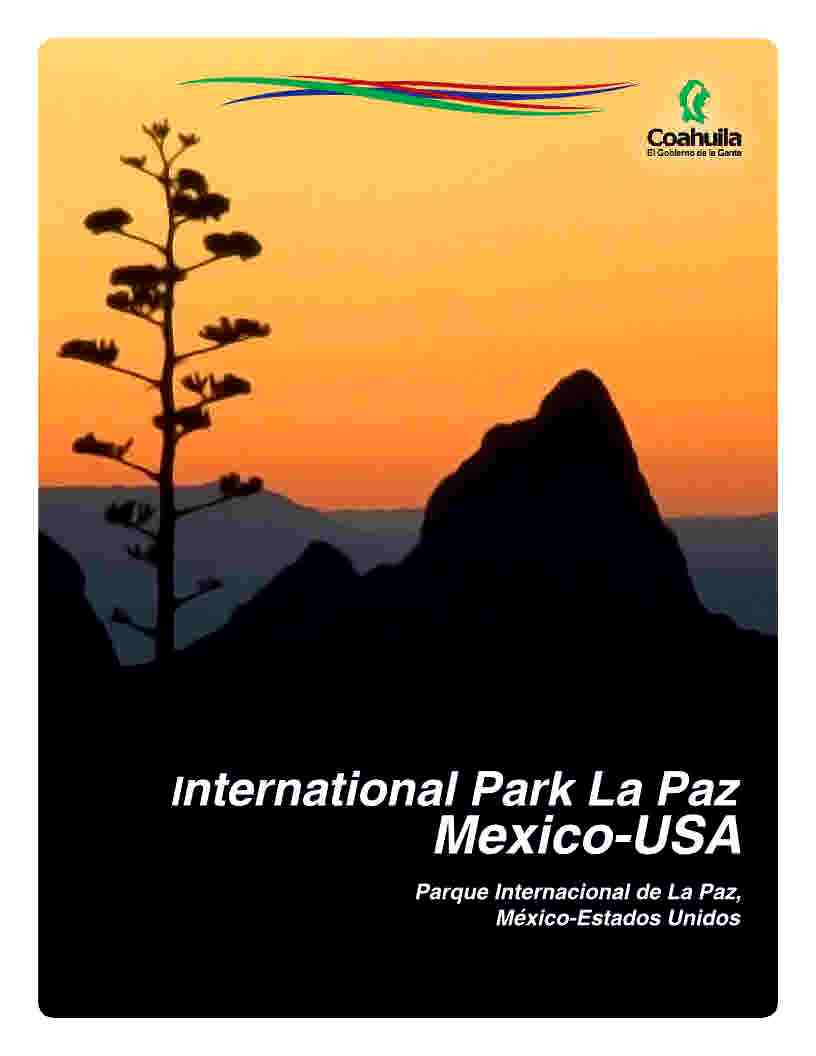 Coahuila
El Gobierno de la Gente
International Park La Paz
Mexico-USA
Parque Internacional de La Paz,
México-Estados Unidos